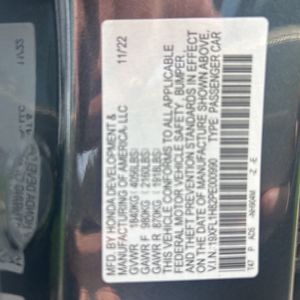 MFD. BY HONDA DEVELOPMENT &
MANUFACTURING OF AMERICA, LLC 11/22
GVWR 1840KG( 4056LBS)
GAWR F 980KG( 2160LBS)
GAWR R 870KG(
THIS VEHICLE CONFORMS TO ALL APPLICABLE
FEDERAL MOTOR VEHICLE SAFETY, BUMPER,
AND THEFT PREVENTION STANDARDS IN EFFECT
ON THE DATE OF MANUFACTURE SHOWN ABOVE.
V.I.N. TYPE: PASSENGER CAR
T47 -E